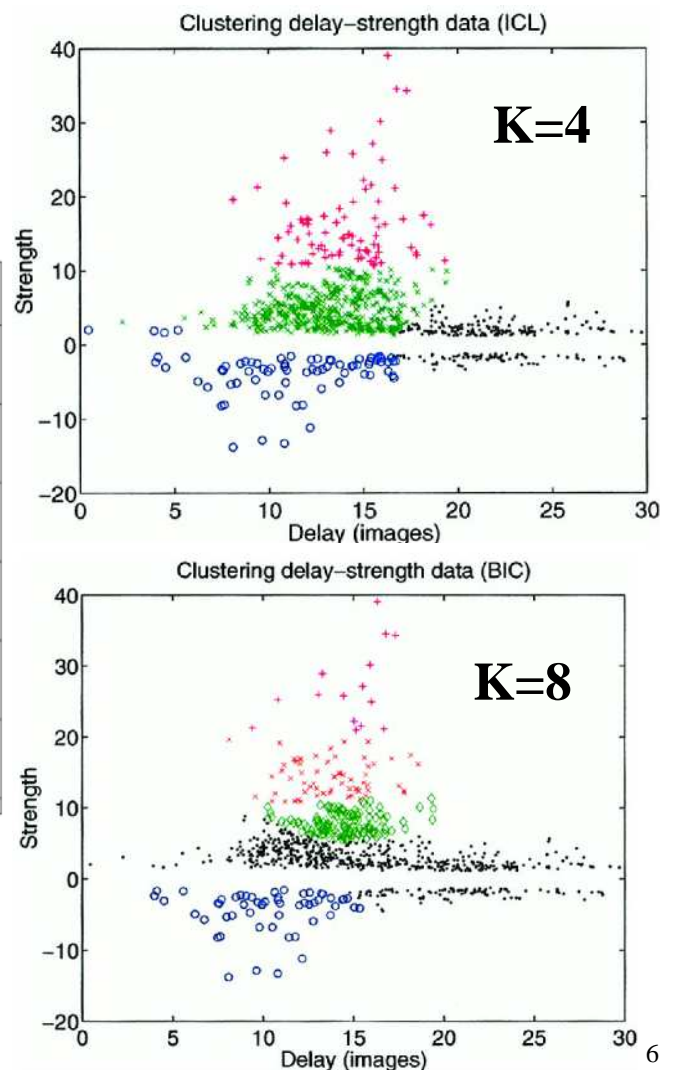 Clustering delay–strength data (ICL)
K=4
Strength
40
30
20
10
0
−10
−20
0 5 10 15 20 25 30
Delay (images)
Clustering delay–strength data (BIC)
K=8
Strength
40
30
20
10
0
−10
−20
0 5 10 15 20 25 30
Delay (images)
6